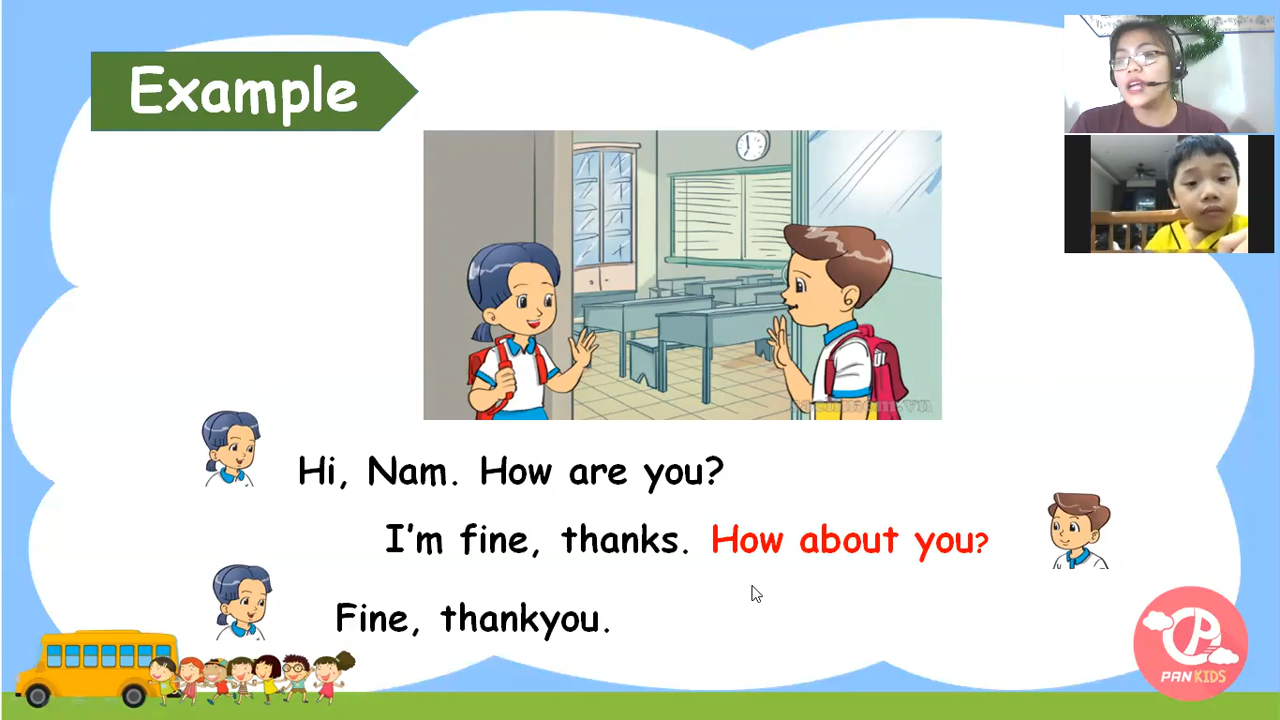 Example
Hi, Nam. How are you?
I'm fine, thanks. How about you?
Fine, thankyou.
PAN KIDS